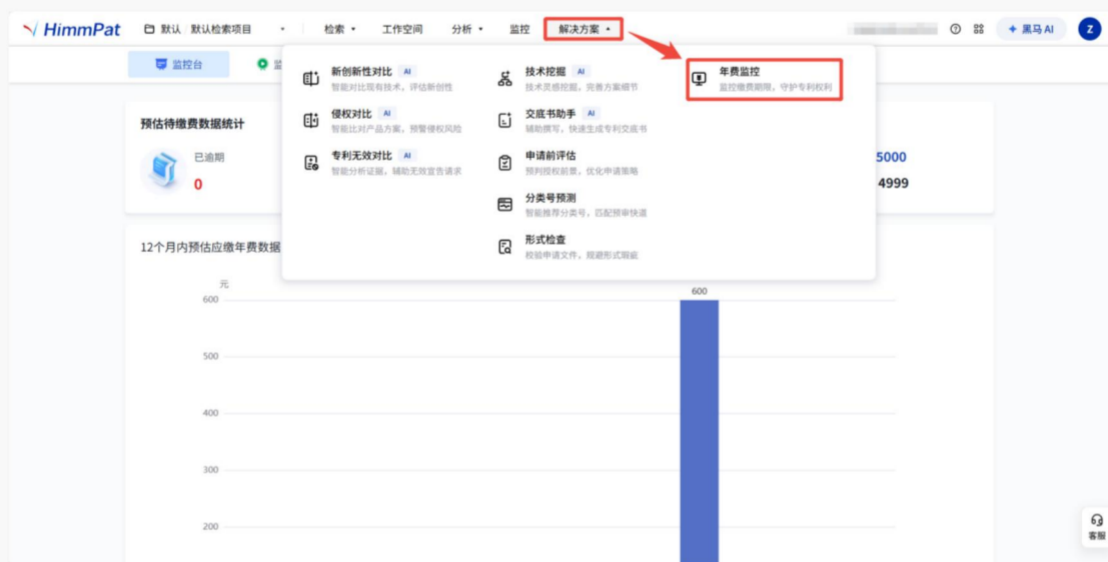 HimmPat
默认 默认检索项目
检索
工作空间
分析
监控
解决方案
黑马 AI
Z
监控台
监
新创新性对比 AI
智能对比现有技术，评估新创性
侵权对比 AI
智能比对产品方案，预警侵权风险
专利无效对比 AI
智能分析证据，辅助无效宣告请求
技术挖掘 AI
技术灵感挖掘，完善方案细节
交底书助手 AI
辅助撰写，快速生成专利交底书
申请前评估
预判授权前景，优化申请策略
分类号预测
智能推荐分类号，匹配预审快道
形式检查
校验申请文件，规避形式瑕疵
年费监控
监控缴费期限，守护专利权利
预估待缴费数据统计
已逾期
0
5000
4999
12个月内预估应缴年费数据
元
600
600
500
400
300
200
客服